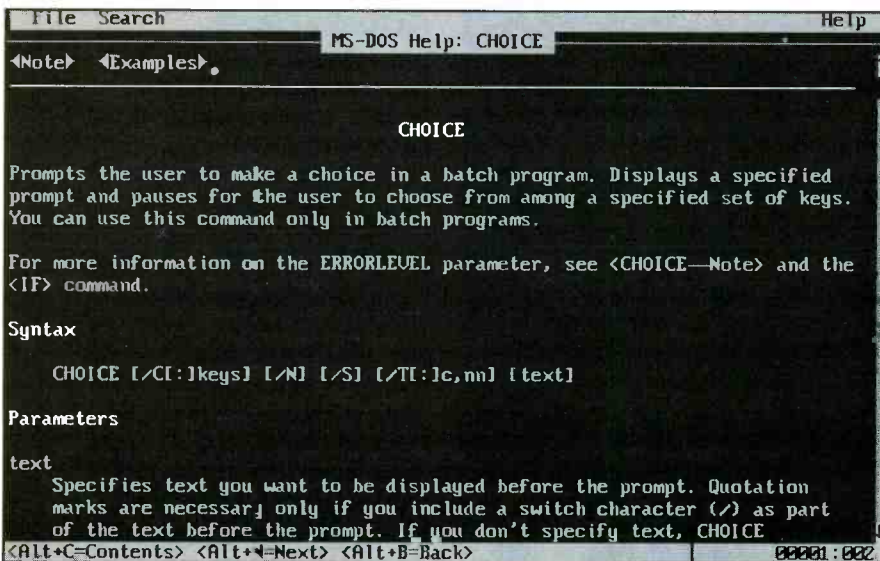 File Search Help
MS-DOS Help: CHOICE
◄Note► ◄Examples►
CHOICE
Prompts the user to make a choice in a batch program. Displays a specified
prompt and pauses for the user to choose from among a specified set of keys.
You can use this command only in batch programs.
For more information on the ERRORLEVEL parameter, see <CHOICE—Note> and the
<IF> command.
Syntax
CHOICE [/C[:]keys] [/N] [/S] [/T[:]c,nn] [text]
Parameters
text
Specifies text you want to be displayed before the prompt. Quotation
marks are necessary only if you include a switch character (/) as part
of the text before the prompt. If you don't specify text, CHOICE
<Alt+C=Contents> <Alt+N=Next> <Alt+B=Back> 00001:002